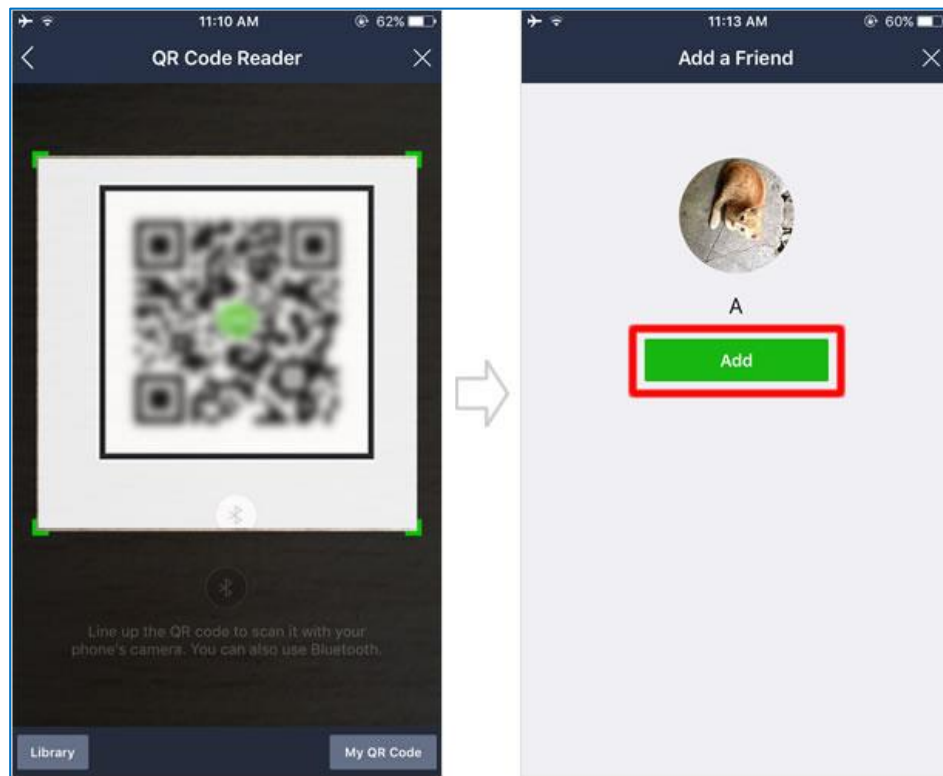 11:10 AM
62%
QR Code Reader
Line up the QR code to scan it with your
phone's camera. You can also use Bluetooth.
Library
My QR Code
11:13 AM
60%
Add a Friend
A
Add